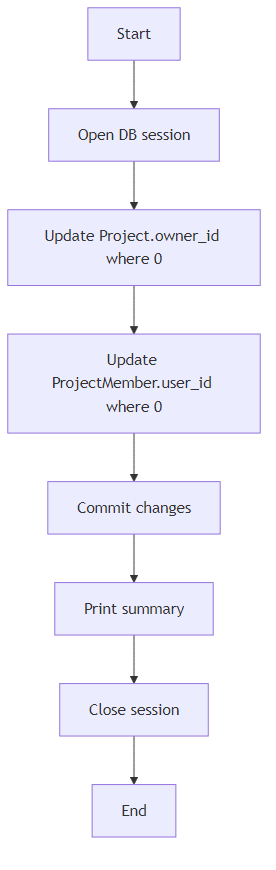 Start
Open DB session
Update Project.owner_id
where 0
Update
ProjectMember.user_id
where 0
Commit changes
Print summary
Close session
End